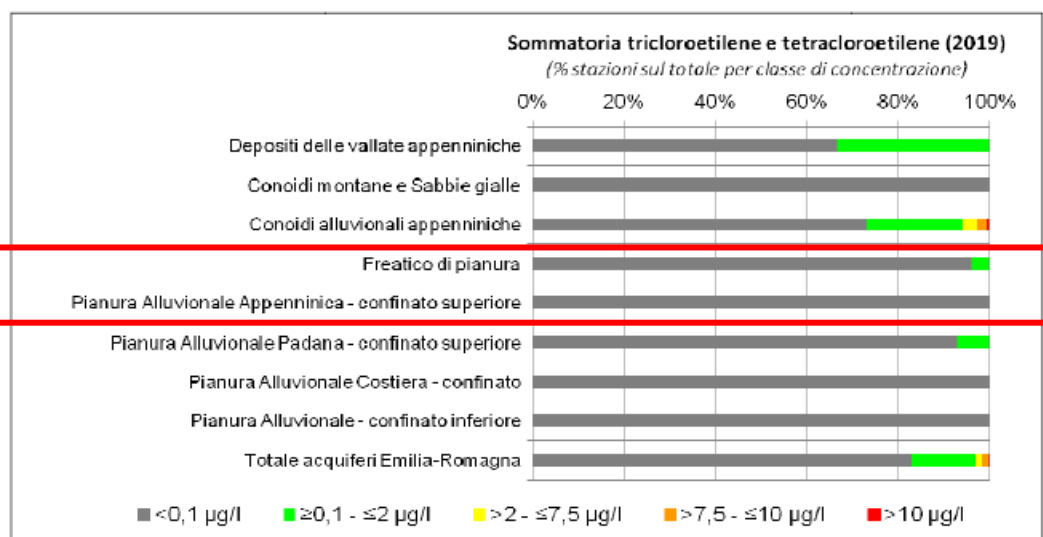 Sommatoria tricloroetilene e tetracloroetilene (2019)
(% stazioni sul totale per classe di concentrazione)
0% 20% 40% 60% 80% 100%
Depositi delle vallate appenniniche
Conoidi montane e Sabbie gialle
Conoidi alluvionali appenniniche
Freatico di pianura
Pianura Alluvionale Appenninica - confinato superiore
Pianura Alluvionale Padana - confinato superiore
Pianura Alluvionale Costiera - confinato
Pianura Alluvionale - confinato inferiore
Totale acquiferi Emilia-Romagna
<0,1 µg/l ≥0,1 - ≤2 µg/l >2 - ≤7,5 µg/l >7,5 - ≤10 µg/l >10 µg/l